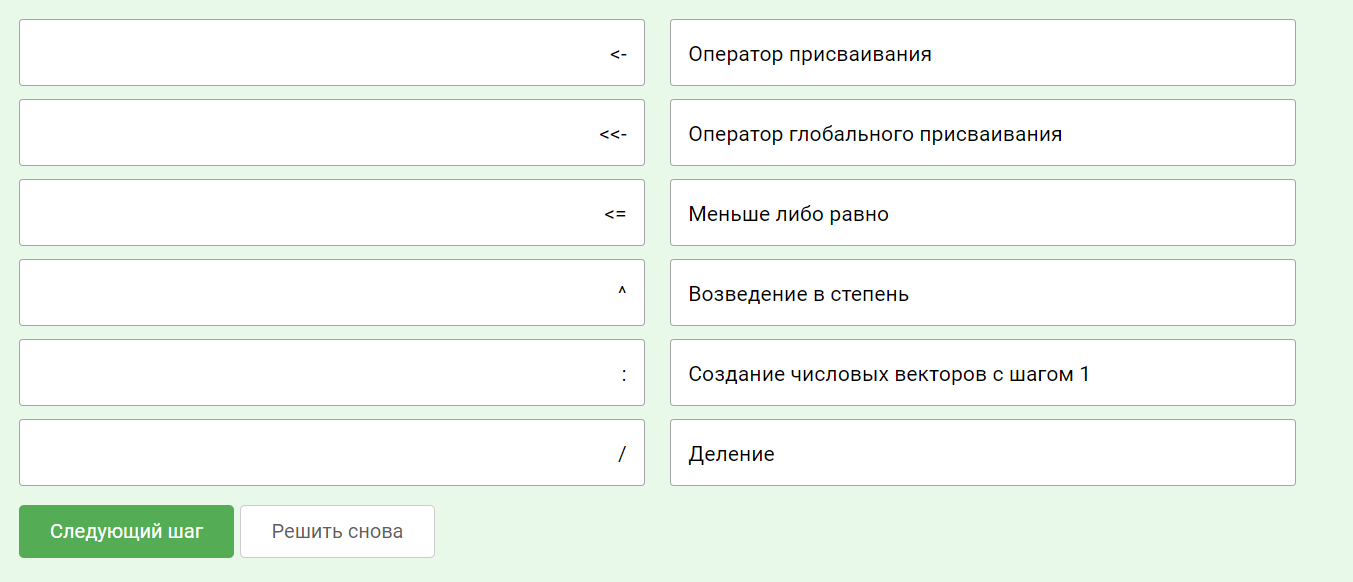 <- Оператор присваивания
<<- Оператор глобального присваивания
<= Меньше либо равно
^ Возведение в степень
: Создание числовых векторов с шагом 1
/ Деление
Следующий шаг Решить снова